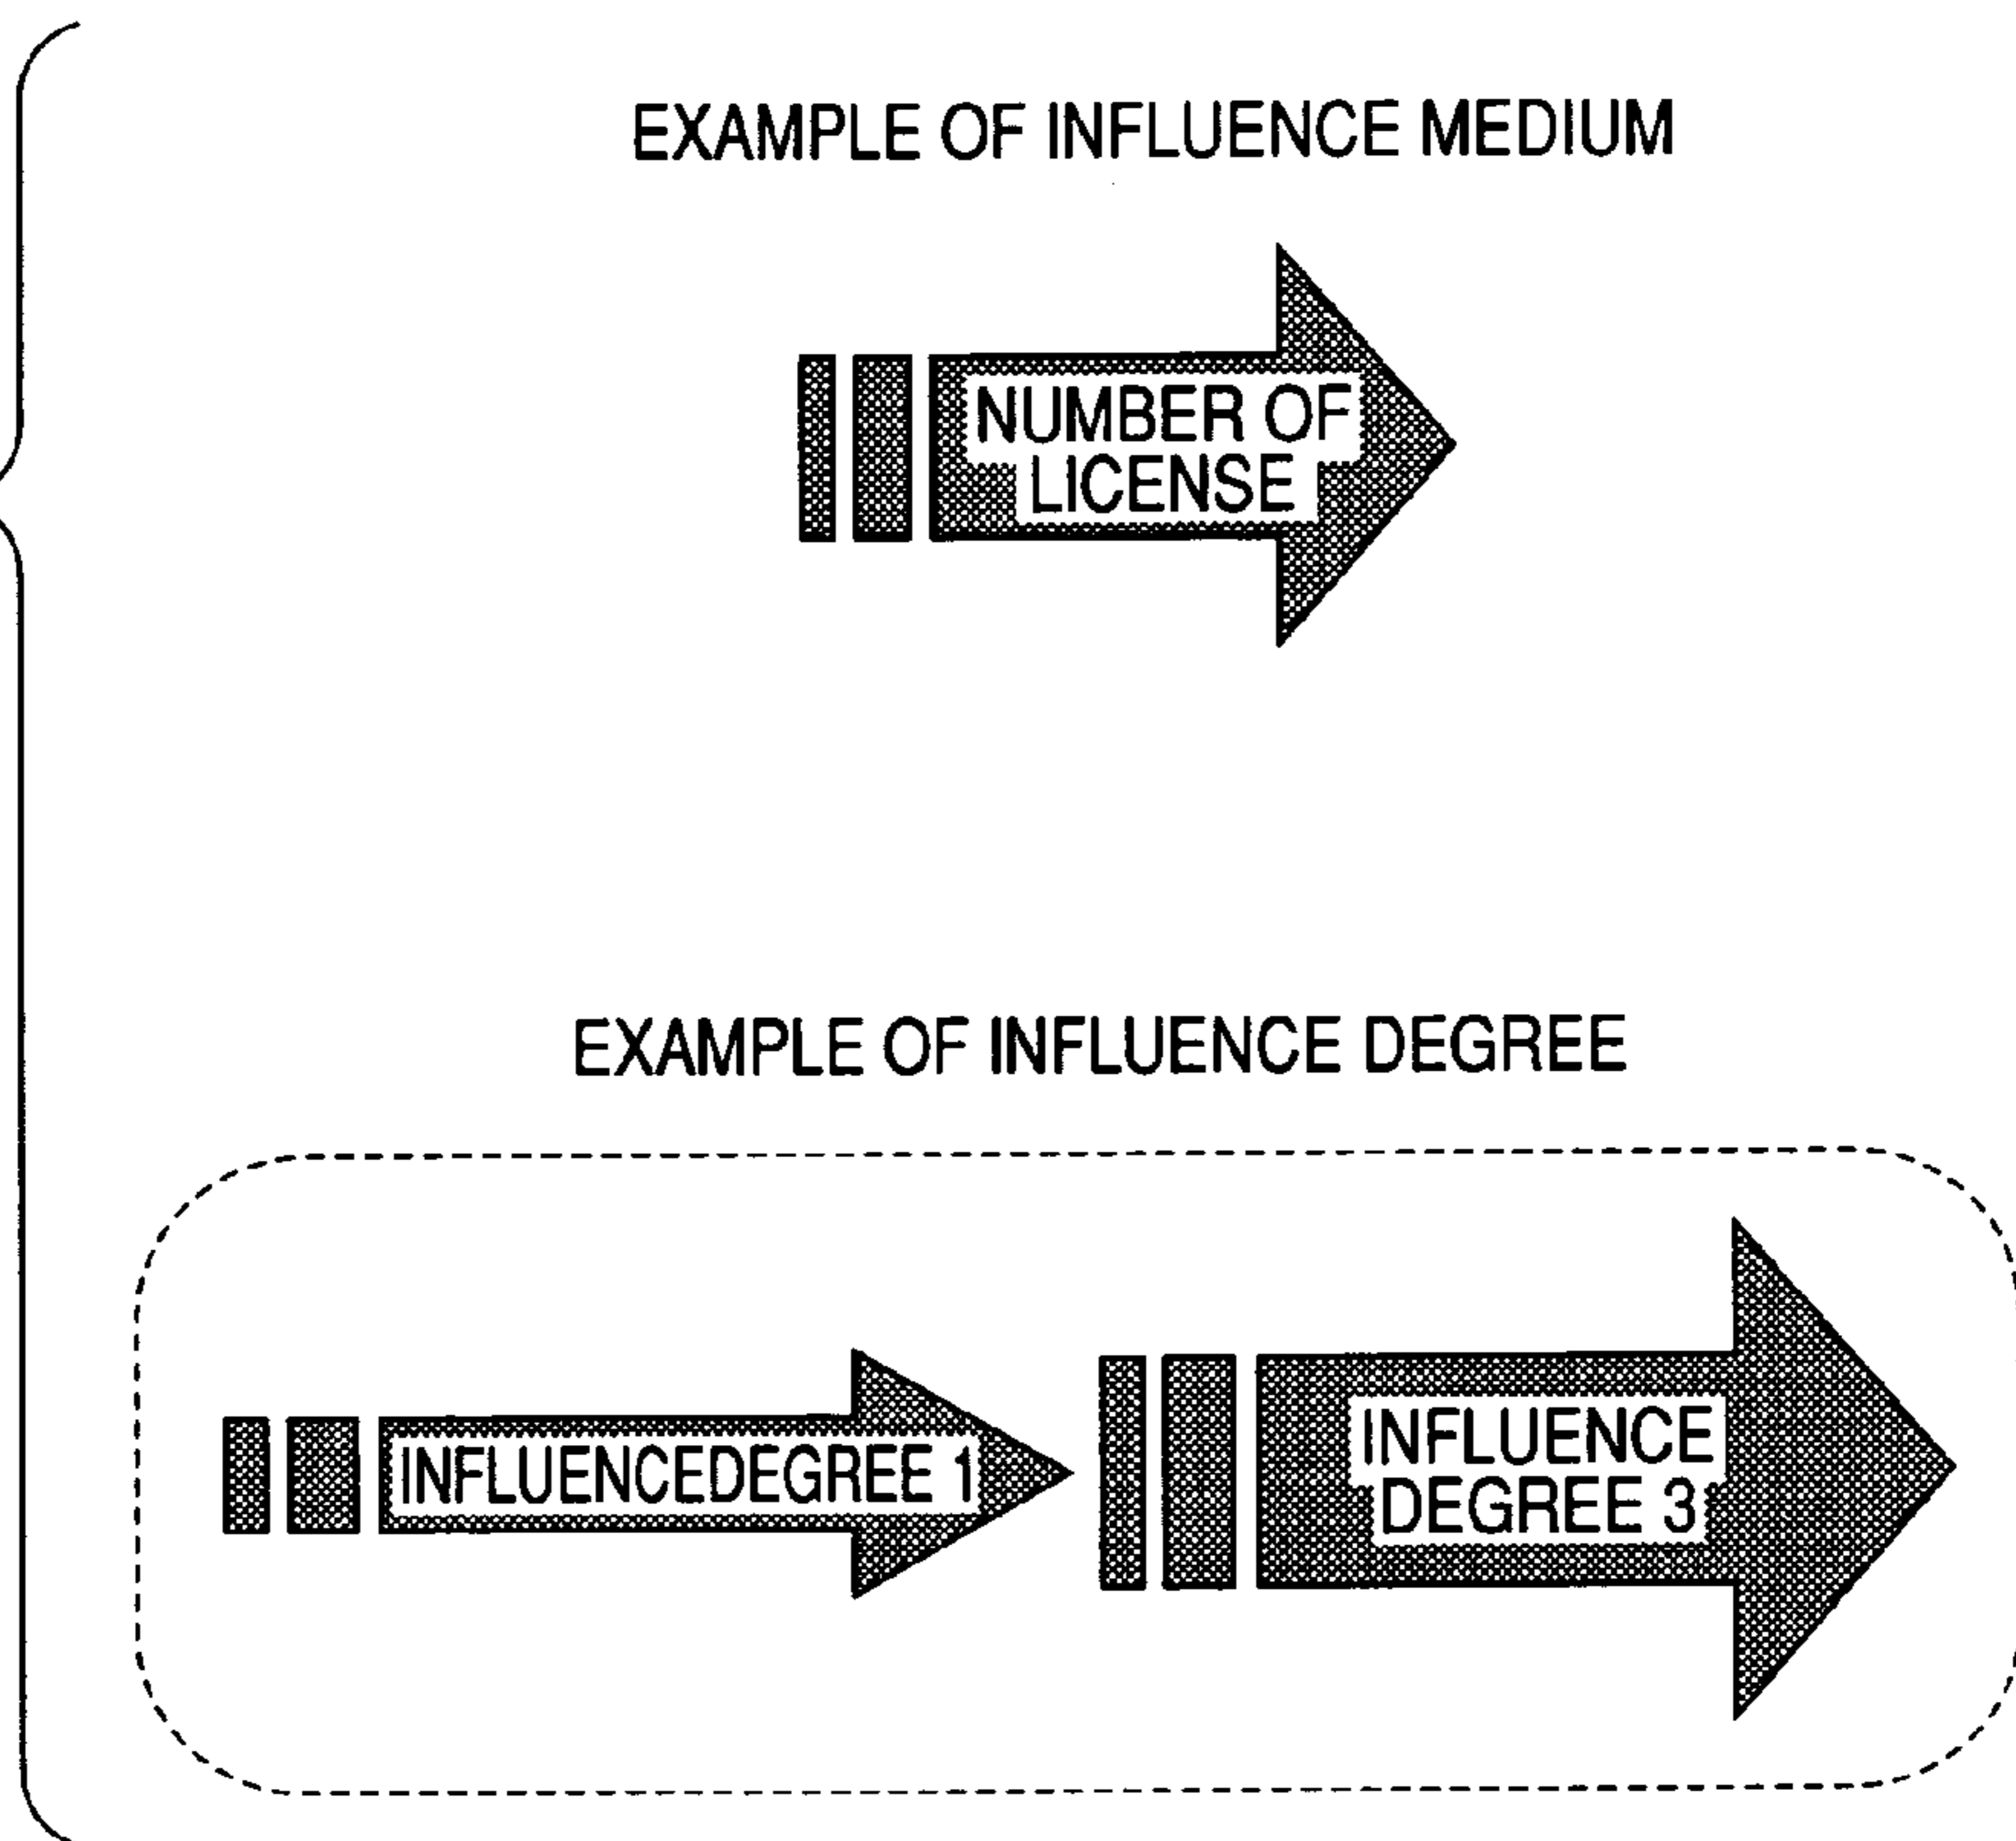 EXAMPLE OF INFLUENCE MEDIUM
NUMBER OF
LICENSE
EXAMPLE OF INFLUENCE DEGREE
INFLUENCEDEGREE 1
INFLUENCE
DEGREE 3